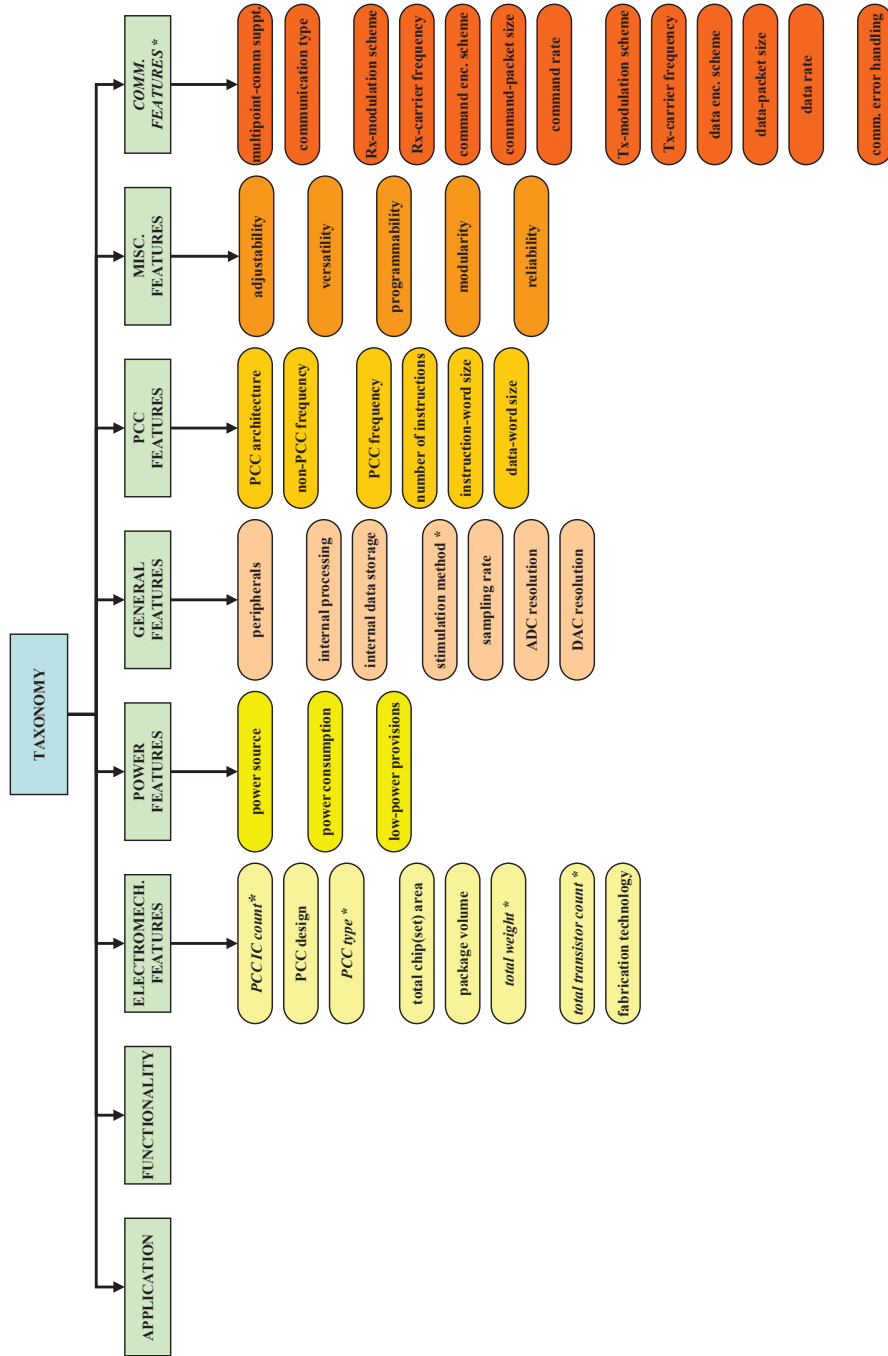 TAXONOMY
APPLICATION
FUNCTIONALITY
ELECTROMECH.
FEATURES
PCC IC count*
PCC design
PCC type *
total chip(set) area
package volume
total weight *
total transistor count *
fabrication technology
POWER
FEATURES
power source
power consumption
low-power provisions
GENERAL
FEATURES
peripherals
internal processing
internal data storage
stimulation method *
sampling rate
ADC resolution
DAC resolution
PCC
FEATURES
PCC architecture
non-PCC frequency
PCC frequency
number of instructions
instruction-word size
data-word size
MISC.
FEATURES
adjustability
versatility
programmability
modularity
reliability
COMM.
FEATURES *
multipoint-comm suppt.
communication type
Rx-modulation scheme
Rx-carrier frequency
command enc. scheme
command-packet size
command rate
Tx-modulation scheme
Tx-carrier frequency
data enc. scheme
data-packet size
data rate
comm. error handling